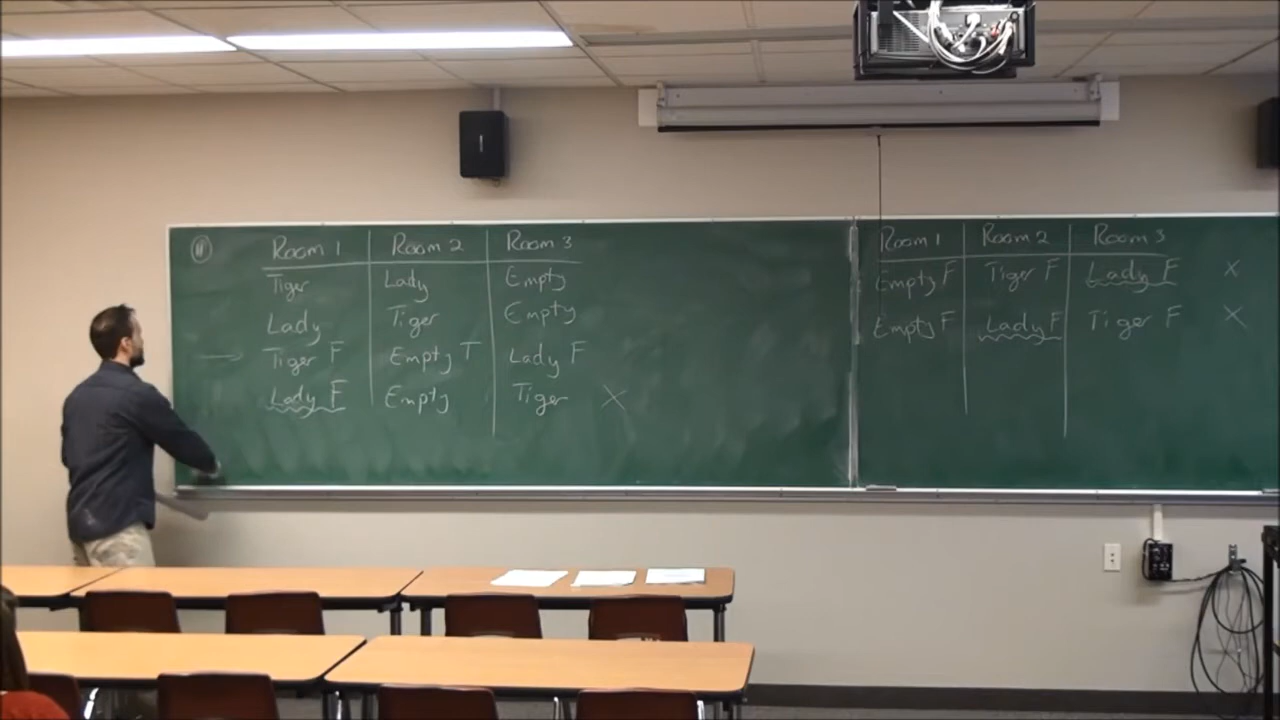 11
Room 1 Room 2 Room 3
Tiger Lady Empty
Lady Tiger Empty
→ Tiger F Empty T Lady F
Lady F Empty Tiger X
Room 1 Room 2 Room 3
Empty F Tiger F Lady F X
Empty F Lady F Tiger F X